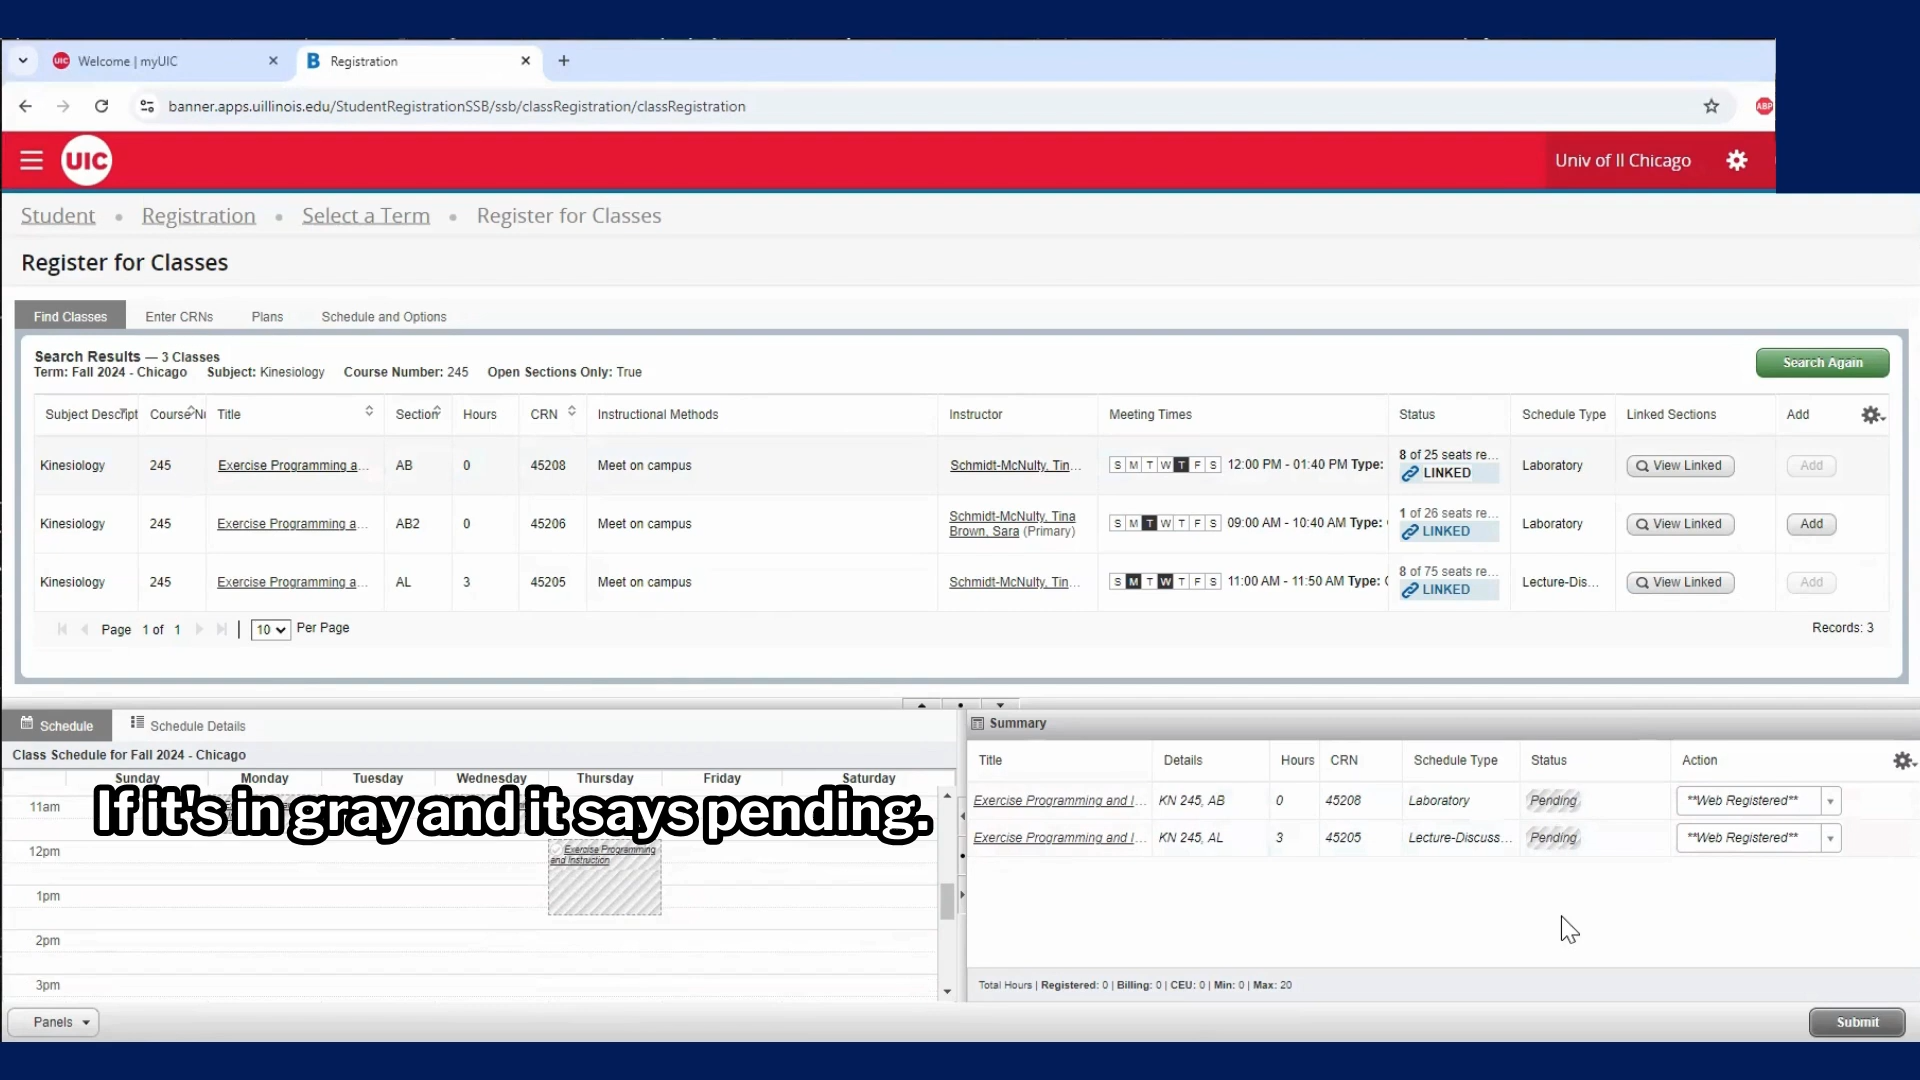 Welcome | myUIC
Registration
banner.apps.uillinois.edu/StudentRegistrationSSB/ssb/classRegistration/classRegistration
ABP
UIC
Univ of Il Chicago
Student • Registration • Select a Term • Register for Classes
Register for Classes
Find Classes Enter CRNs Plans Schedule and Options
Search Results — 3 Classes
Term: Fall 2024 - Chicago Subject: Kinesiology Course Number: 245 Open Sections Only: True
Search Again
Subject Descript Course Nu Title Section Hours CRN Instructional Methods Instructor Meeting Times Status Schedule Type Linked Sections Add
Kinesiology 245 Exercise Programming a... AB 0 45208 Meet on campus Schmidt-McNulty, Tin... S M T W T F S 12:00 PM - 01:40 PM Type: 8 of 25 seats re... LINKED Laboratory View Linked Add
Kinesiology 245 Exercise Programming a... AB2 0 45206 Meet on campus Schmidt-McNulty, Tina Brown, Sara (Primary) S M T W T F S 09:00 AM - 10:40 AM Type: 1 of 26 seats re... LINKED Laboratory View Linked Add
Kinesiology 245 Exercise Programming a... AL 3 45205 Meet on campus Schmidt-McNulty, Tin... S M T W T F S 11:00 AM - 11:50 AM Type: 8 of 75 seats re... LINKED Lecture-Dis... View Linked Add
Page 1 of 1 | 10 Per Page
Records: 3
Schedule Schedule Details
Class Schedule for Fall 2024 - Chicago
Sunday Monday Tuesday Wednesday Thursday Friday Saturday
11am
If it's in gray and it says pending.
12pm
Exercise Programming
and Instruction
1pm
2pm
3pm
Summary
Title Details Hours CRN Schedule Type Status Action
Exercise Programming and I... KN 245, AB 0 45208 Laboratory Pending **Web Registered**
Exercise Programming and I... KN 245, AL 3 45205 Lecture-Discuss... Pending **Web Registered**
Total Hours | Registered: 0 | Billing: 0 | CEU: 0 | Min: 0 | Max: 20
Panels
Submit